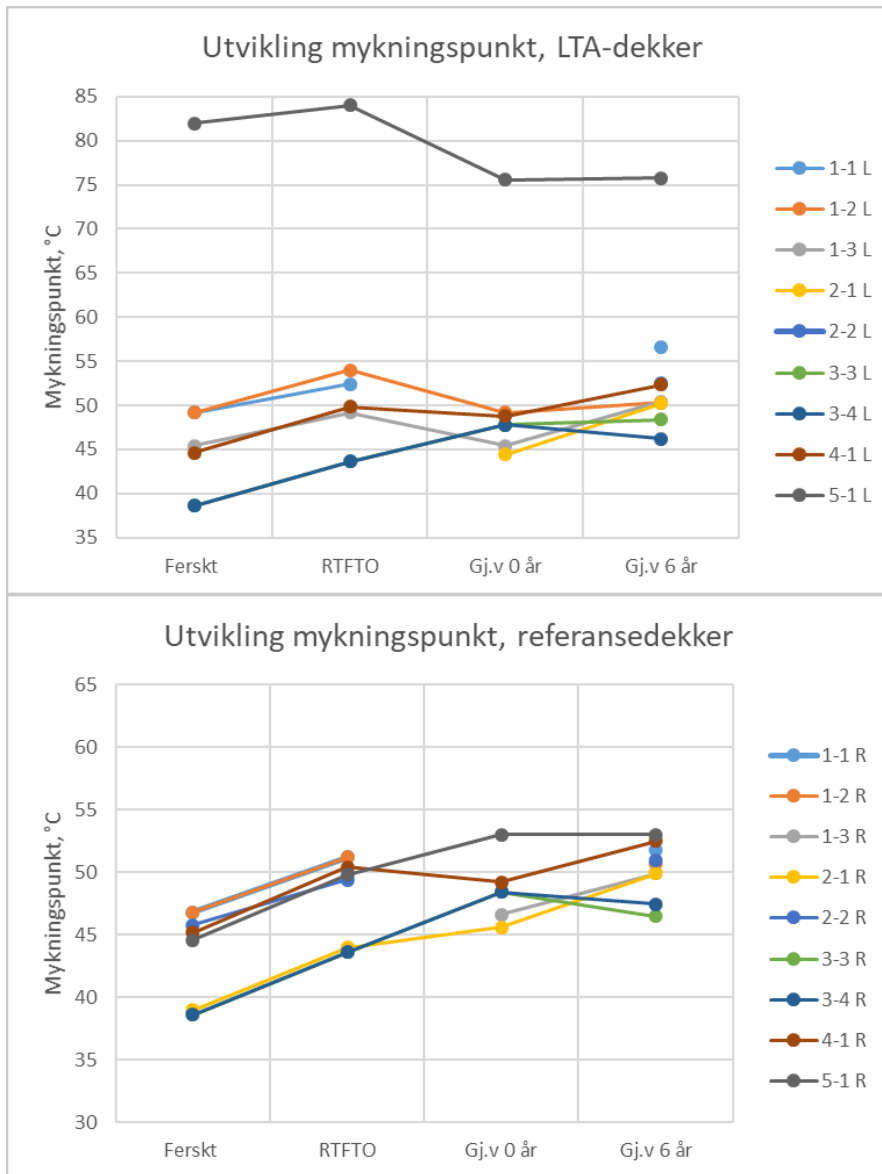 Utvikling mykningspunkt, LTA-dekker
Mykningspunkt, °C
85
80
75
70
65
60
55
50
45
40
35
Ferskt RTFTO Gj.v 0 år Gj.v 6 år
1-1 L
1-2 L
1-3 L
2-1 L
2-2 L
3-3 L
3-4 L
4-1 L
5-1 L
Utvikling mykningspunkt, referansedekker
Mykningspunkt, °C
65
60
55
50
45
40
35
30
Ferskt RTFTO Gj.v 0 år Gj.v 6 år
1-1 R
1-2 R
1-3 R
2-1 R
2-2 R
3-3 R
3-4 R
4-1 R
5-1 R